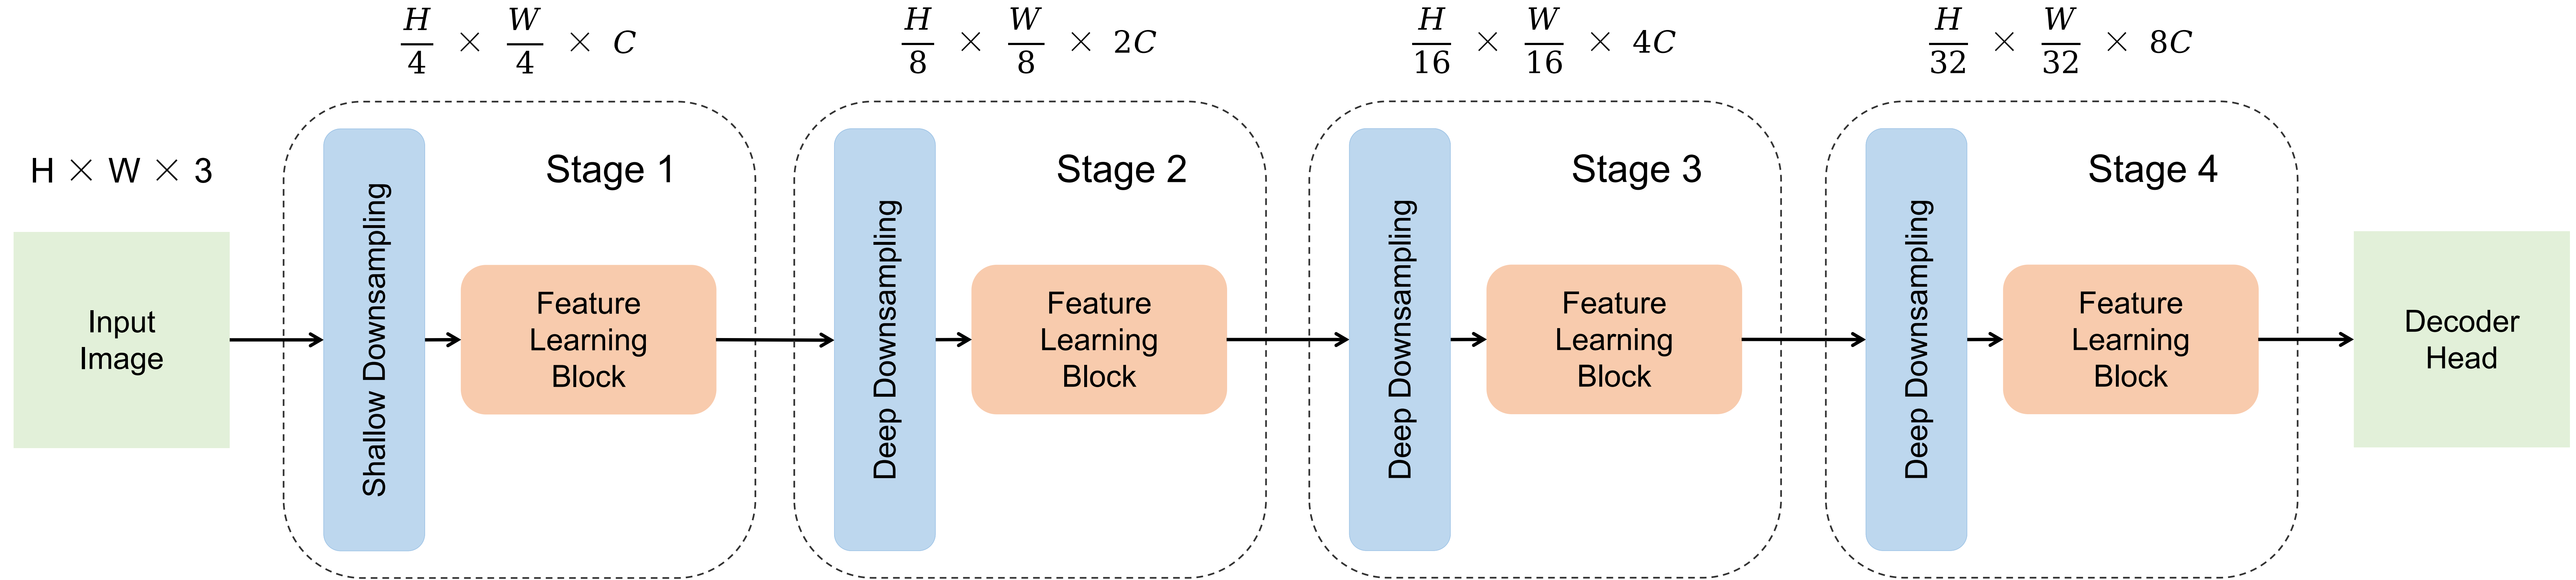 H/4 × W/4 × C
H/8 × W/8 × 2C
H/16 × W/16 × 4C
H/32 × W/32 × 8C
H × W × 3
Input
Image
Stage 1
Shallow Downsampling
Feature
Learning
Block
Stage 2
Deep Downsampling
Feature
Learning
Block
Stage 3
Deep Downsampling
Feature
Learning
Block
Stage 4
Deep Downsampling
Feature
Learning
Block
Decoder
Head